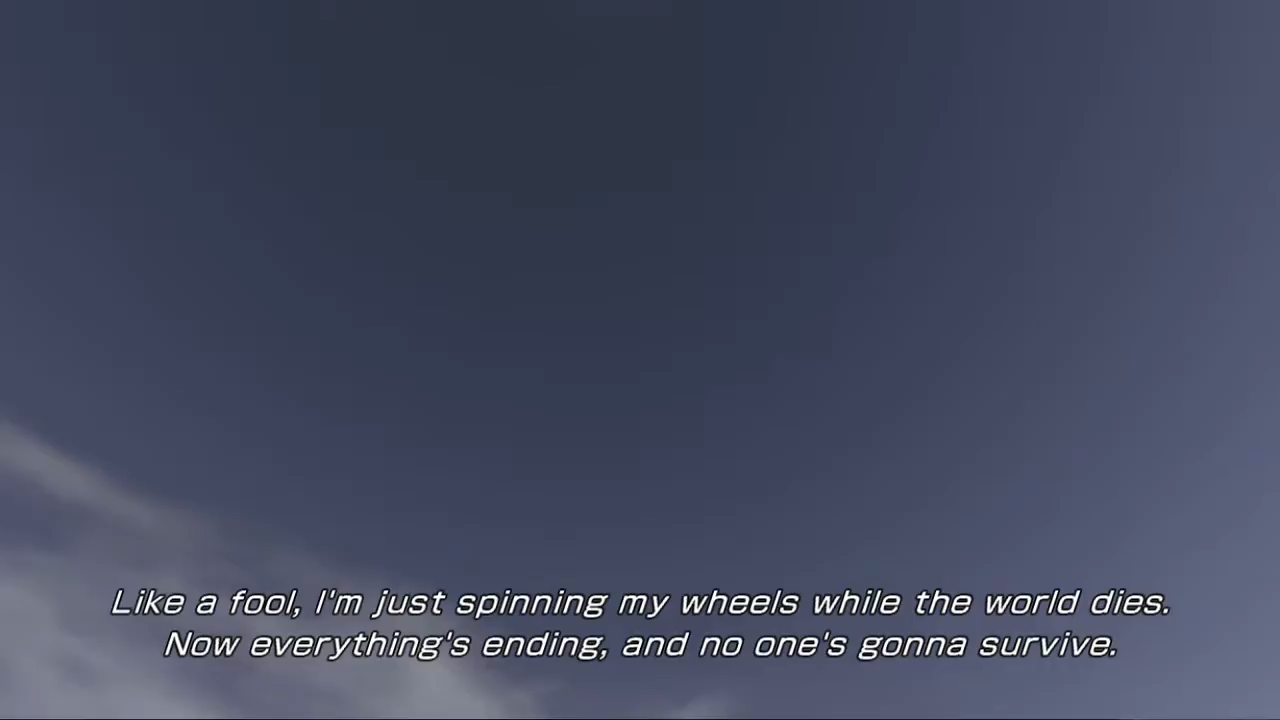 Like a fool, I'm just spinning my wheels while the world dies.
Now everything's ending, and no one's gonna survive.